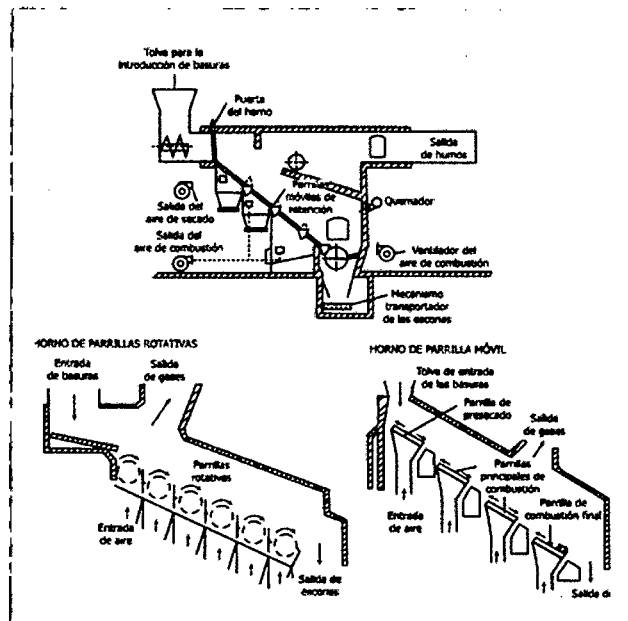 Tolva para la
introducción de basuras
Puerta
del horno
Salida
de humos
Parrillas
móviles de
retención
Quemador
Salida del
aire de secado
Salida del
aire de combustión
Ventilador del
aire de combustión
Mecanismo
transportador
de las escorias
HORNO DE PARRILLAS ROTATIVAS
Entrada
de basuras
Salida
de gases
Parrillas
rotativas
Entrada
de aire
Salida de
escorias
HORNO DE PARRILLA MÓVIL
Tolva de entrada
de las basuras
Parrilla de
presecado
Salida
de gases
Parrillas
principales de
combustión
Parrilla de
combustión final
Entrada
de aire
Salida de